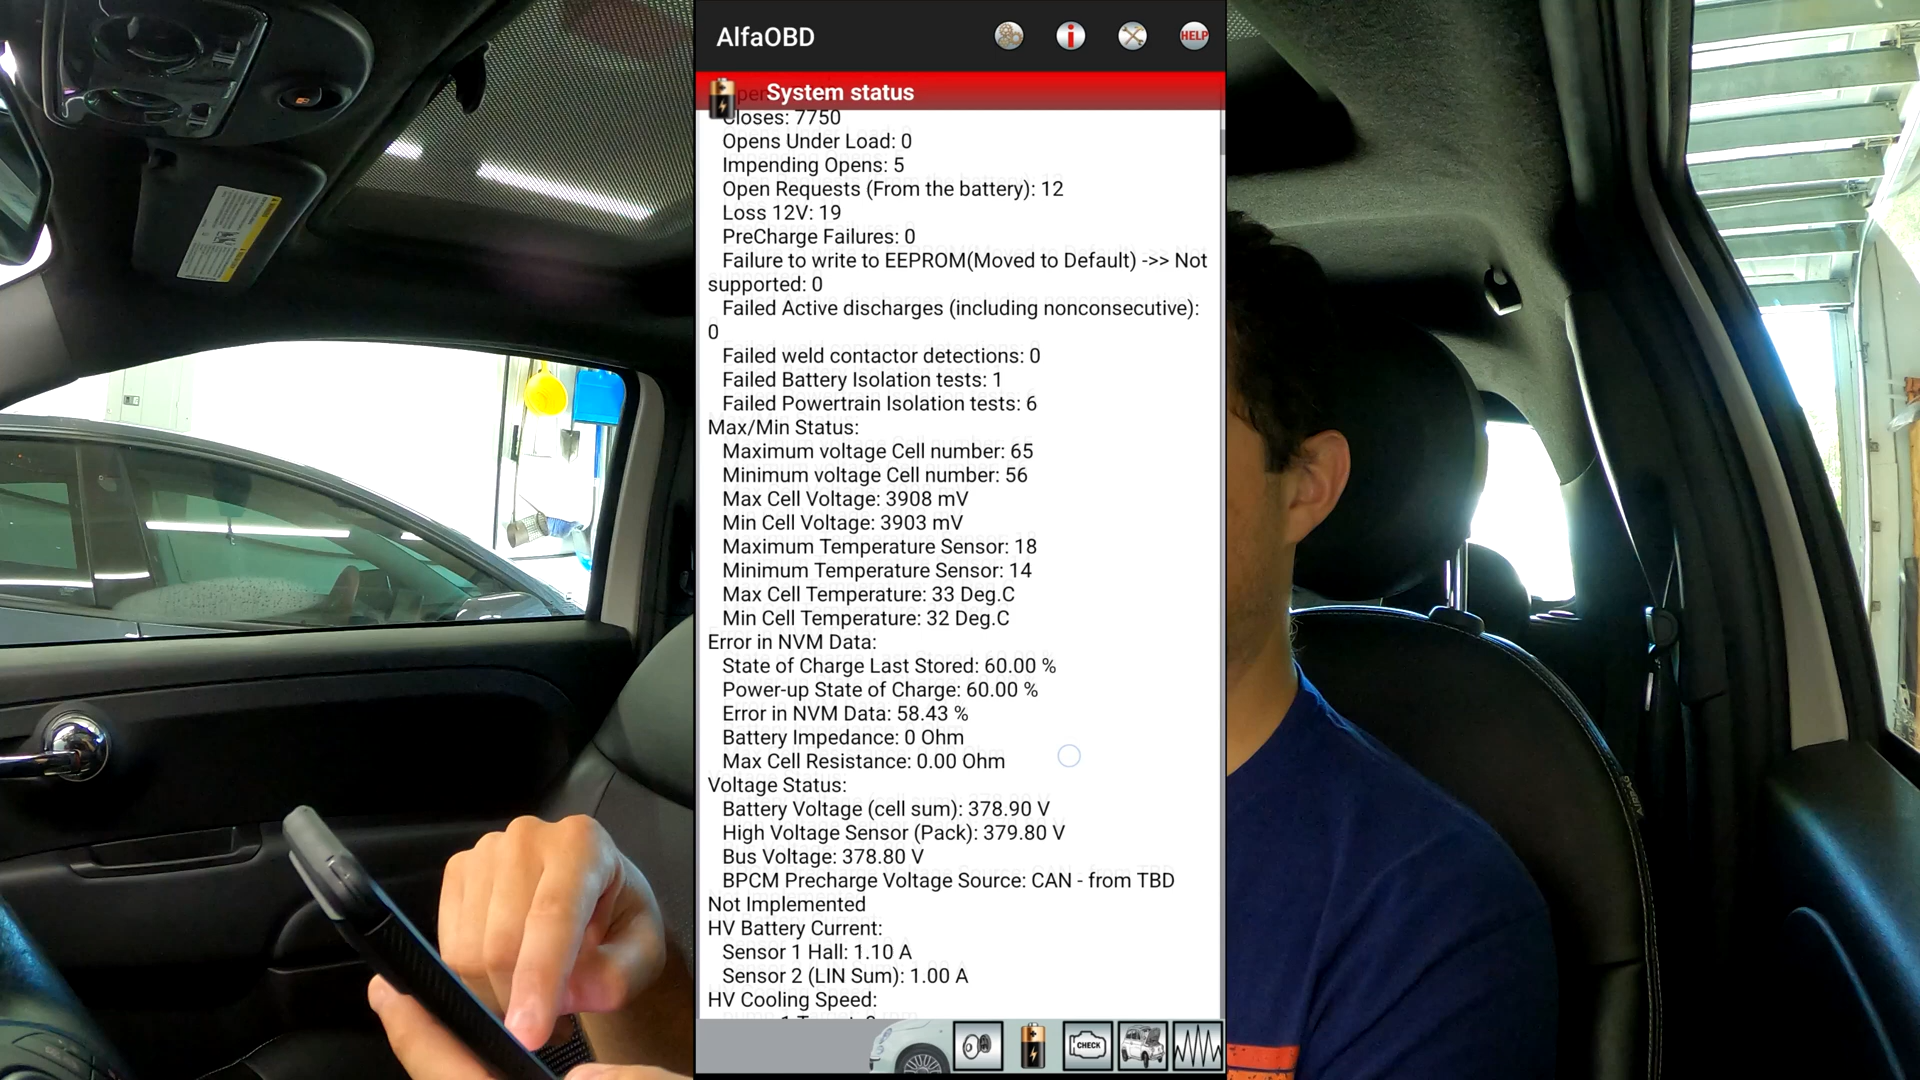 AlfaOBD
HELP
System status
Closes: 7750
Opens Under Load: 0
Impending Opens: 5
Open Requests (From the battery): 12
Loss 12V: 19
PreCharge Failures: 0
Failure to write to EEPROM(Moved to Default) ->> Not
supported: 0
Failed Active discharges (including nonconsecutive):
0
Failed weld contactor detections: 0
Failed Battery Isolation tests: 1
Failed Powertrain Isolation tests: 6
Max/Min Status:
Maximum voltage Cell number: 65
Minimum voltage Cell number: 56
Max Cell Voltage: 3908 mV
Min Cell Voltage: 3903 mV
Maximum Temperature Sensor: 18
Minimum Temperature Sensor: 14
Max Cell Temperature: 33 Deg.C
Min Cell Temperature: 32 Deg.C
Error in NVM Data:
State of Charge Last Stored: 60.00 %
Power-up State of Charge: 60.00 %
Error in NVM Data: 58.43 %
Battery Impedance: 0 Ohm
Max Cell Resistance: 0.00 Ohm
Voltage Status:
Battery Voltage (cell sum): 378.90 V
High Voltage Sensor (Pack): 379.80 V
Bus Voltage: 378.80 V
BPCM Precharge Voltage Source: CAN - from TBD
Not Implemented
HV Battery Current:
Sensor 1 Hall: 1.10 A
Sensor 2 (LIN Sum): 1.00 A
HV Cooling Speed:
CHECK
AIRBAG